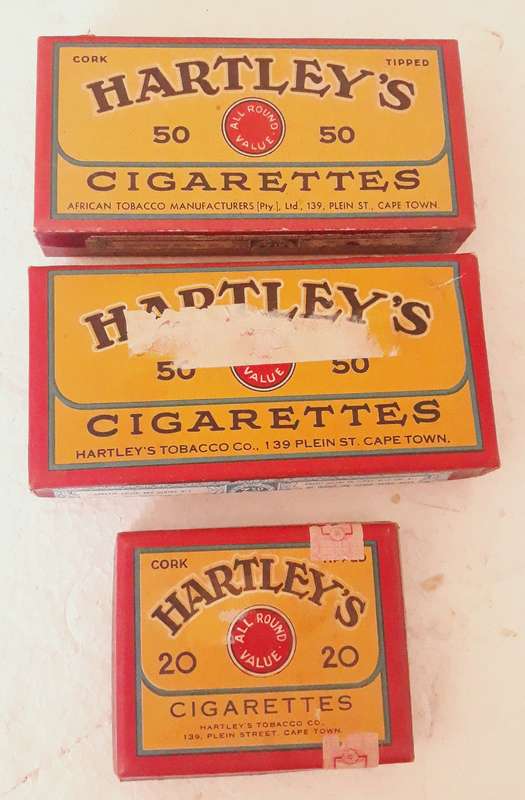 CORK TIPPED
HARTLEY'S
50 ALL ROUND VALUE 50
CIGARETTES
AFRICAN TOBACCO MANUFACTURERS [Pty.], Ltd., 139, PLEIN ST., CAPE TOWN.
HARTLEY'S
50 VALUE 50
CIGARETTES
HARTLEY'S TOBACCO CO., 139 PLEIN ST. CAPE TOWN.
CORK
HARTLEY'S
20 ALL ROUND VALUE 20
CIGARETTES
HARTLEY'S TOBACCO CO.
139, PLEIN STREET, CAPE TOWN.